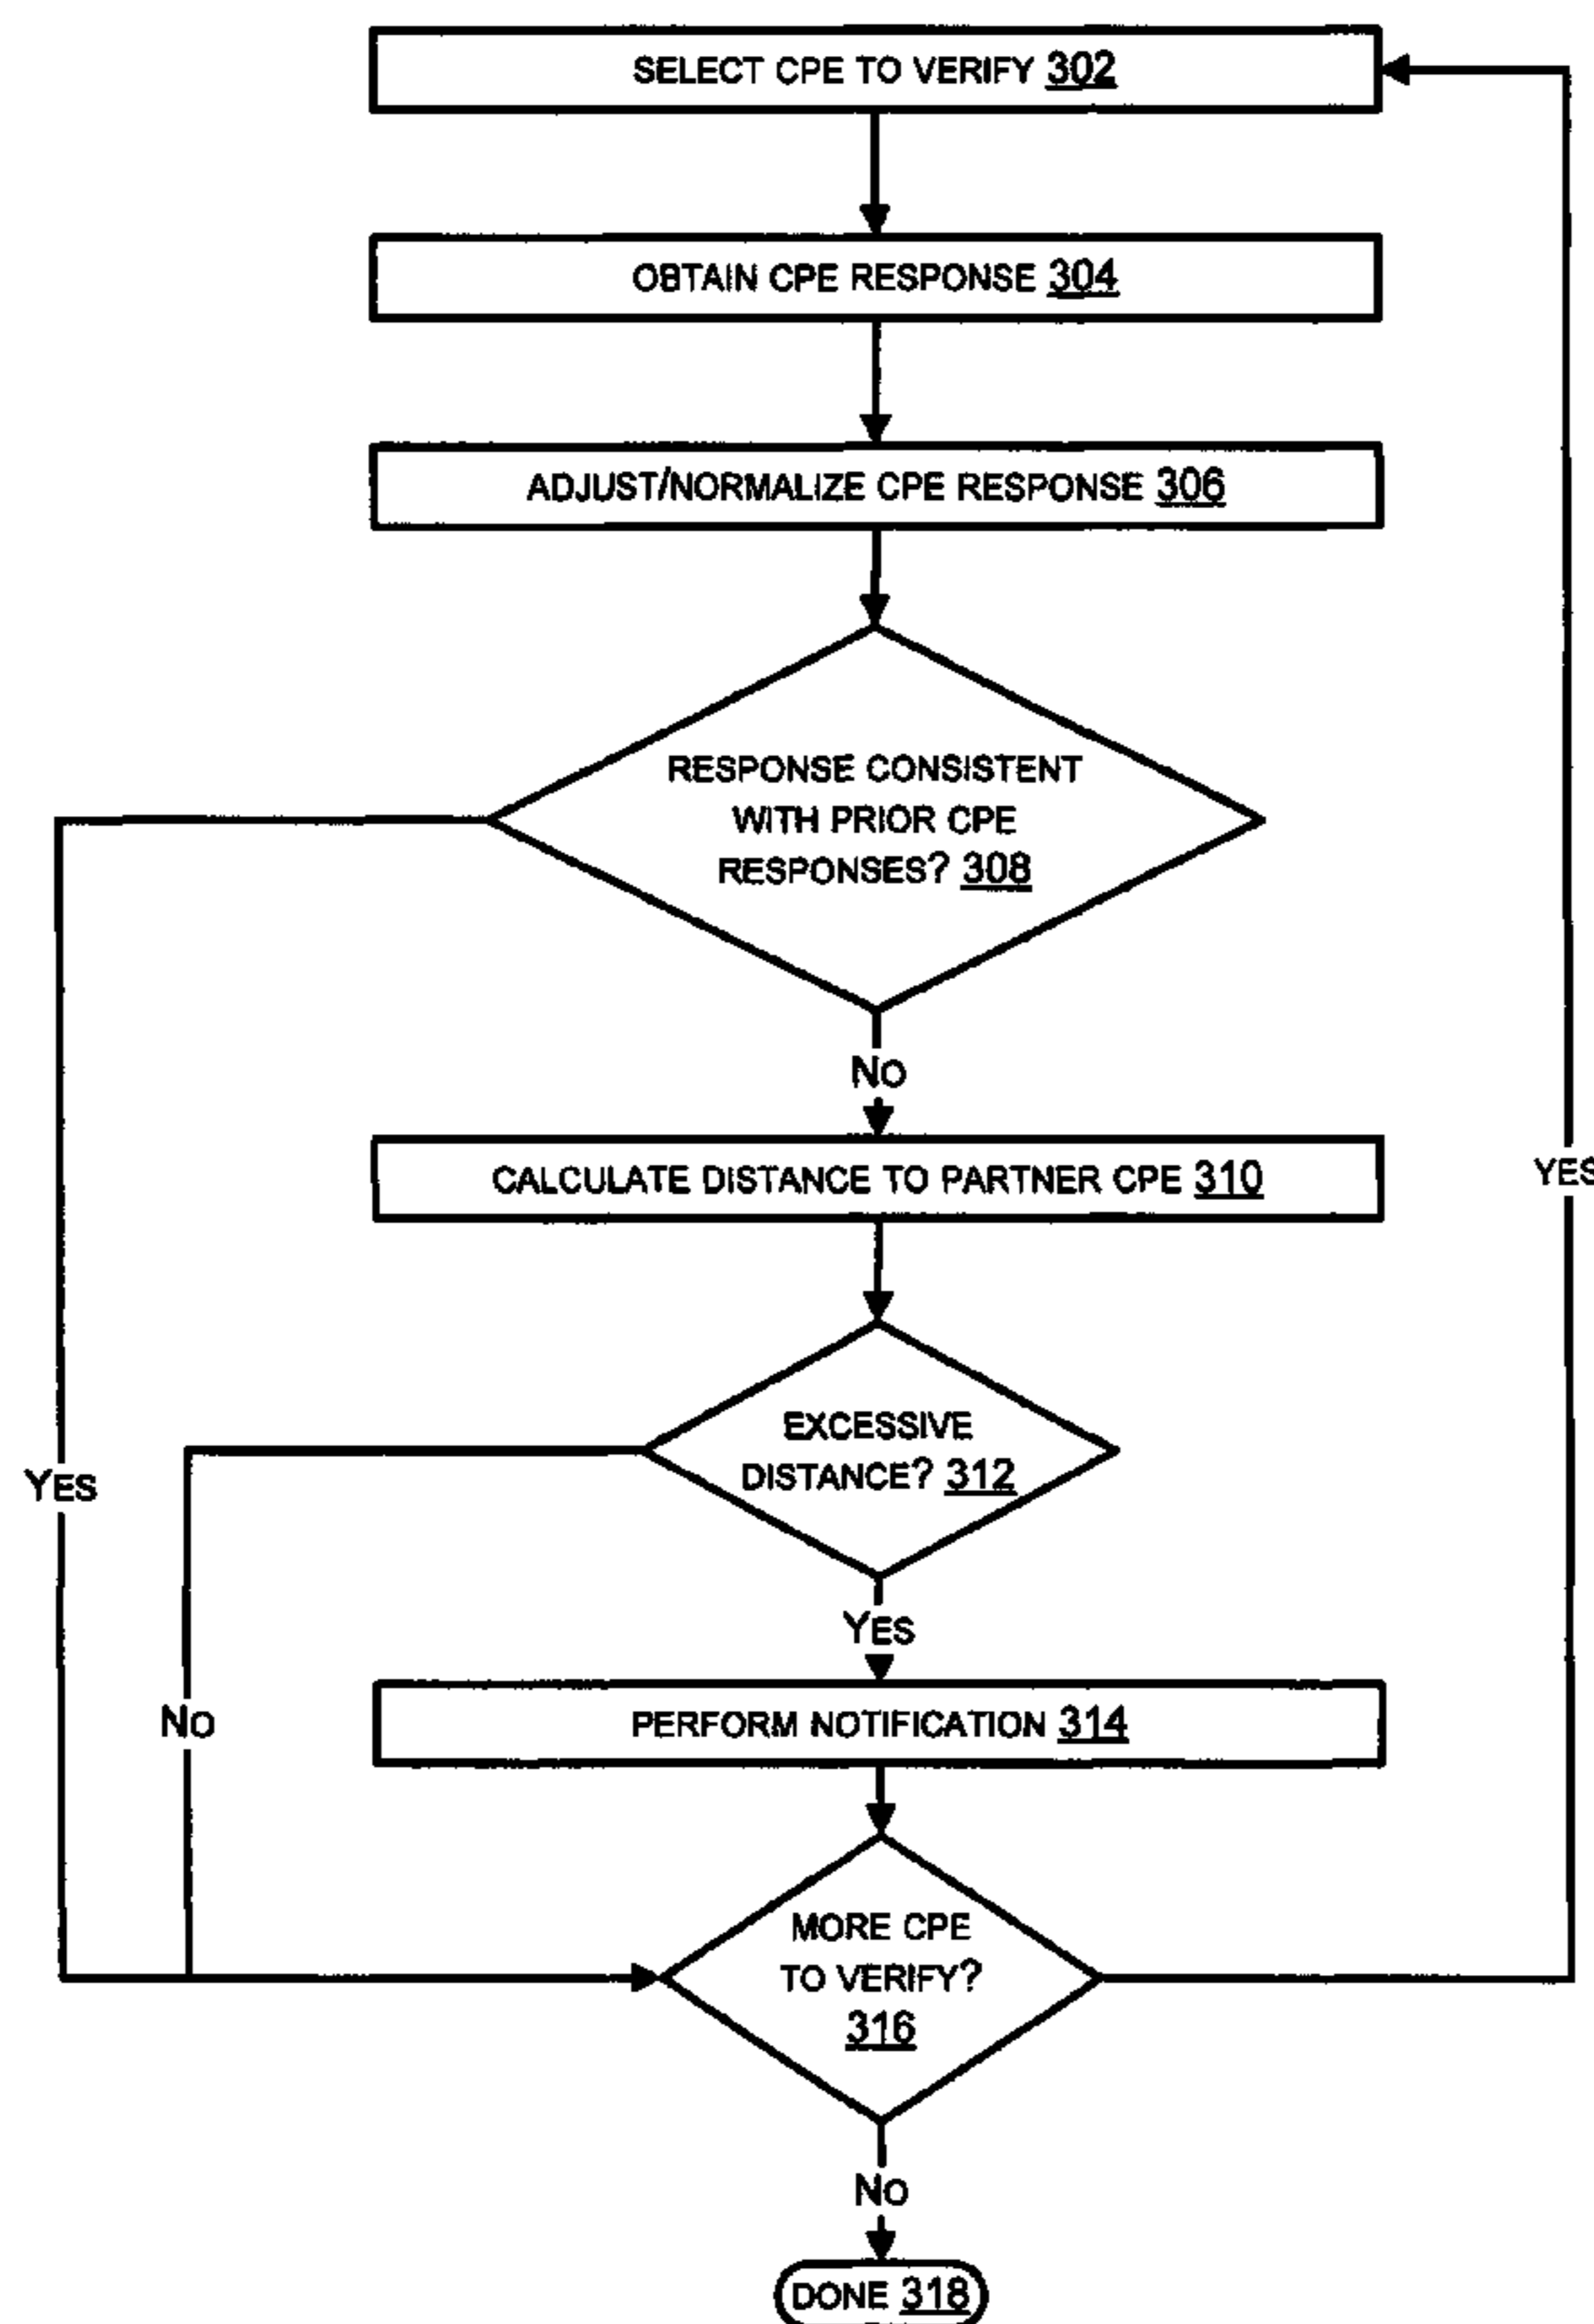 SELECT CPE TO VERIFY 302
OBTAIN CPE RESPONSE 304
ADJUST/NORMALIZE CPE RESPONSE 306
RESPONSE CONSISTENT
WITH PRIOR CPE
RESPONSES? 308
NO
CALCULATE DISTANCE TO PARTNER CPE 310
YES
EXCESSIVE
DISTANCE? 312
YES
YES
NO
PERFORM NOTIFICATION 314
MORE CPE
TO VERIFY?
316
NO
DONE 318